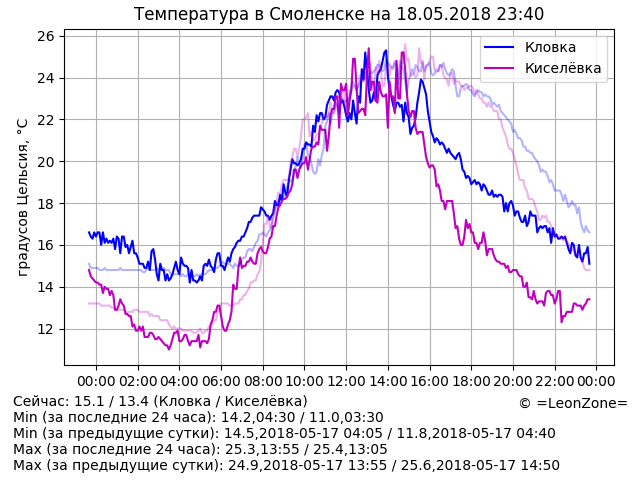 Температура в Смоленске на 18.05.2018 23:40
градусов Цельсия, °C
26
24
22
20
18
16
14
12
Кловка
Киселёвка
00:00 02:00 04:00 06:00 08:00 10:00 12:00 14:00 16:00 18:00 20:00 22:00 00:00
Сейчас: 15.1 / 13.4 (Кловка / Киселёвка)
© =LeonZone=
Min (за последние 24 часа): 14.2,04:30 / 11.0,03:30
Min (за предыдущие сутки): 14.5,2018-05-17 04:05 / 11.8,2018-05-17 04:40
Max (за последние 24 часа): 25.3,13:55 / 25.4,13:05
Max (за предыдущие сутки): 24.9,2018-05-17 13:55 / 25.6,2018-05-17 14:50